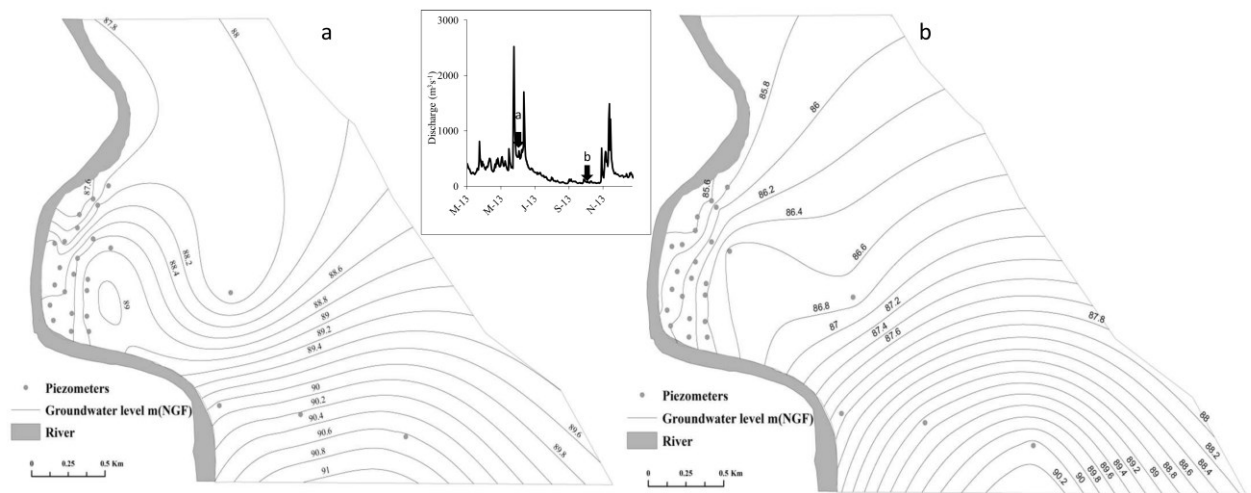 a
87.8
88
87.6
88.2
88.4
89
88.6
88.8
89
89.2
89.4
90
90.2
90.4
90.6
90.8
91
89.6
89.8
Piezometers
Groundwater level m(NGF)
River
0 0.25 0.5 Km
3000
2000
1000
0
Discharge (m³s⁻¹)
a
b
M-13
M-13
J-13
S-13
N-13
b
85.8
86
85.6
86.2
86.4
86.6
86.8
87
87.2
87.4
87.6
87.8
88
88.2
88.4
88.6
88.8
89
89.2
89.4
89.6
89.8
90
90.2
Piezometers
Groundwater level m(NGF)
River
0 0.25 0.5 Km